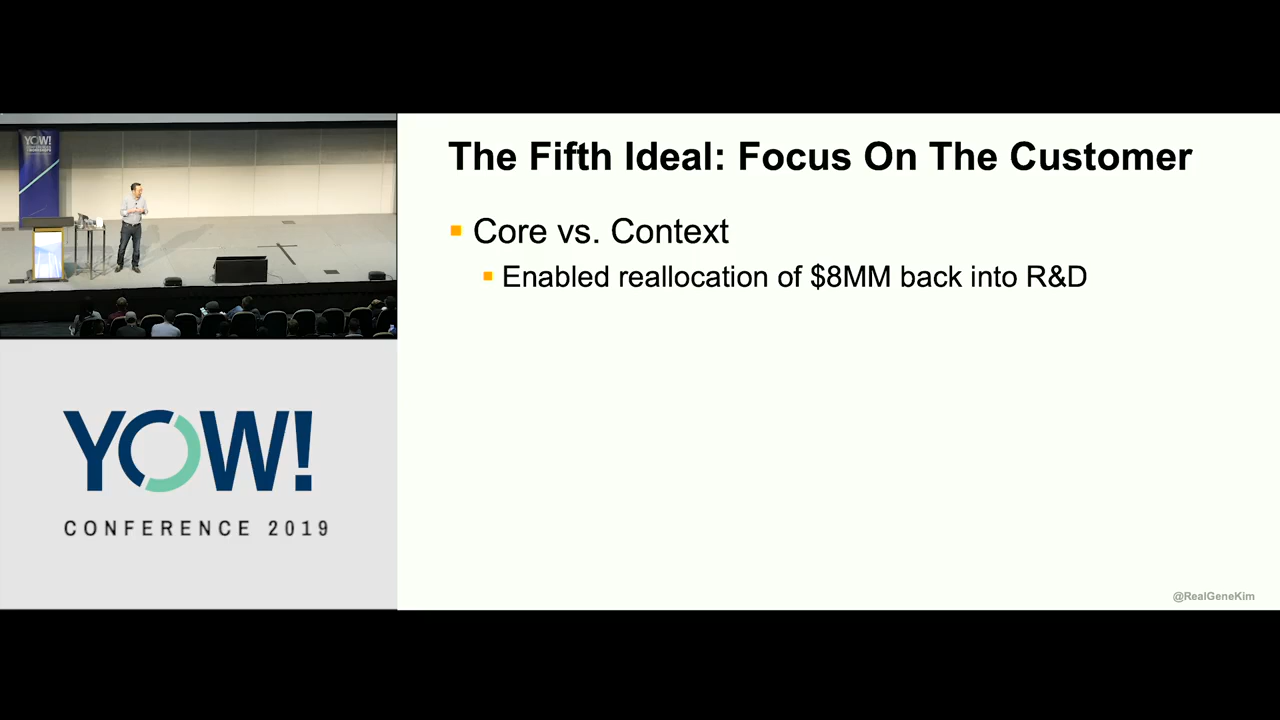 YOW!
The Fifth Ideal: Focus On The Customer
Core vs. Context
Enabled reallocation of $8MM back into R&D
YOW!
CONFERENCE 2019
@RealGeneKim